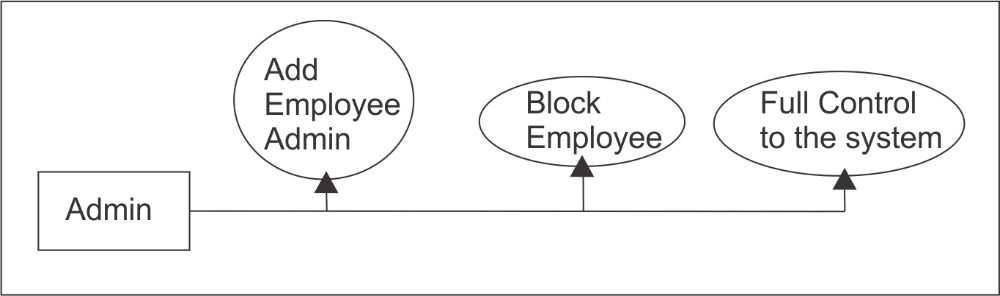 Add
Employee
Admin
Block
Employee
Full Control
to the system
Admin